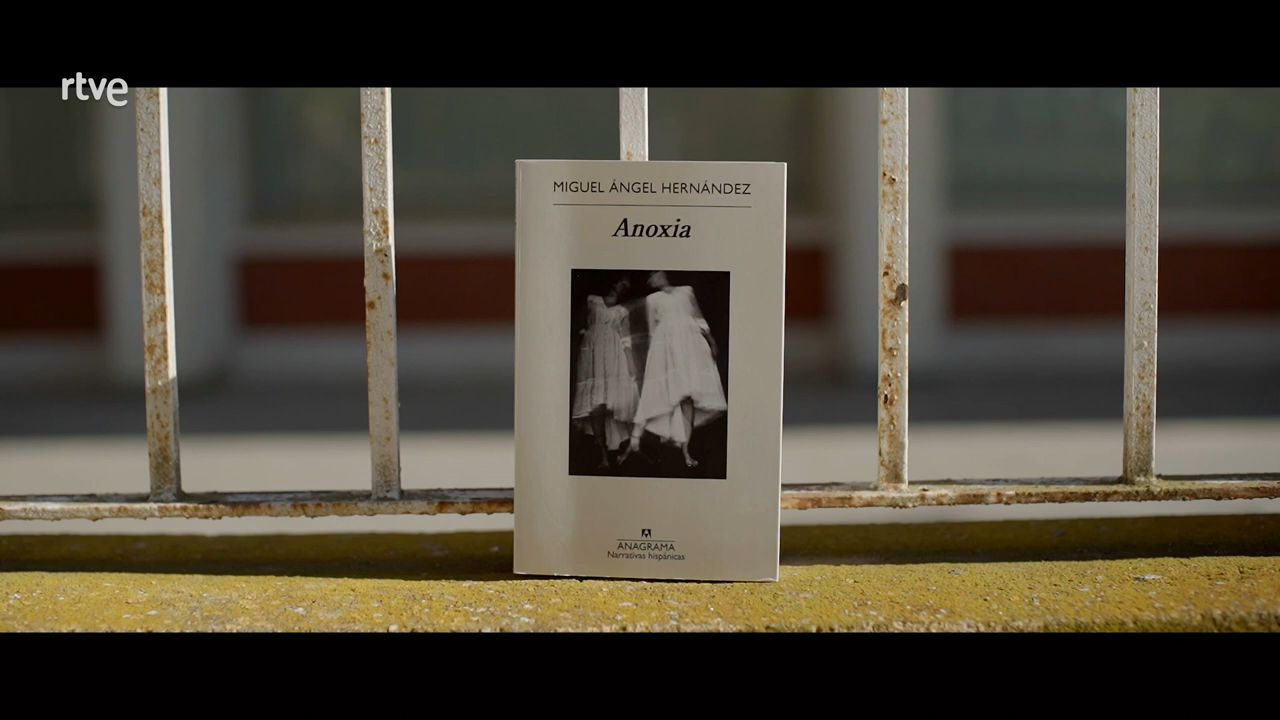 rtve
MIGUEL ÁNGEL HERNÁNDEZ
Anoxia
ANAGRAMA
Narrativas hispánicas